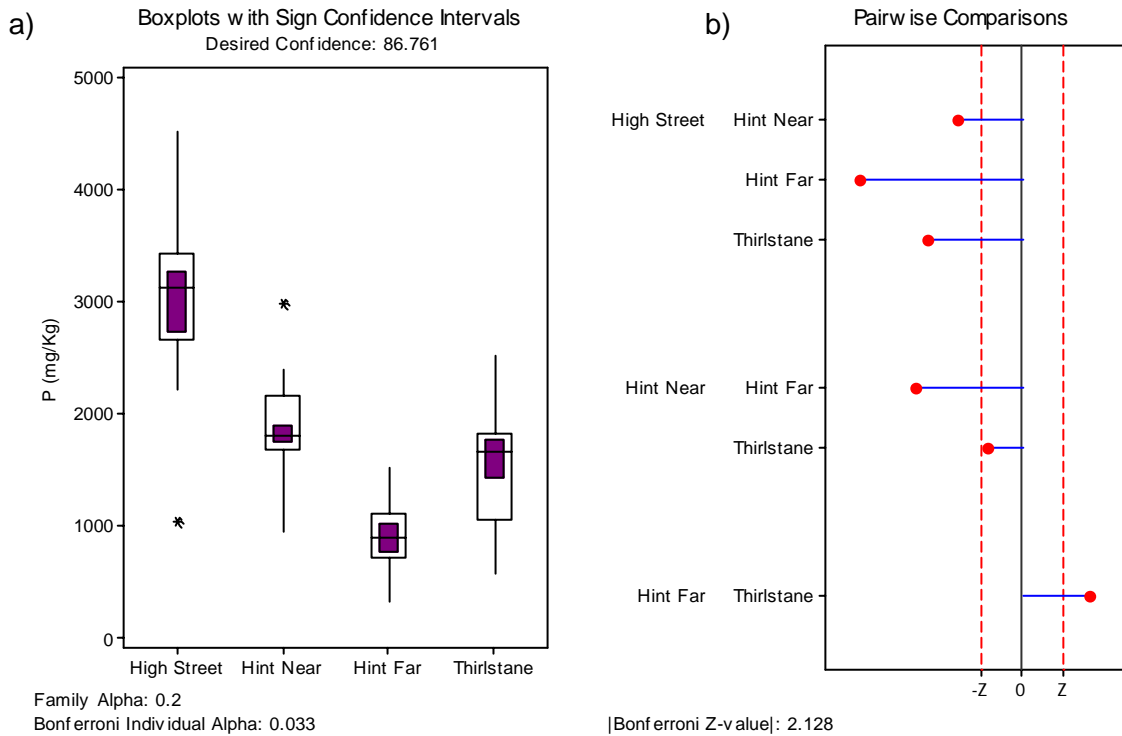 a)
Boxplots with Sign Confidence Intervals
Desired Confidence: 86.761
5000
4000
3000
2000
1000
0
P (mg/Kg)
High Street Hint Near Hint Far Thirlstane
Family Alpha: 0.2
Bonferroni Individual Alpha: 0.033
b)
Pairwise Comparisons
High Street Hint Near
Hint Far
Thirlstane
Hint Near Hint Far
Thirlstane
Hint Far Thirlstane
-Z 0 Z
|Bonferroni Z-value|: 2.128